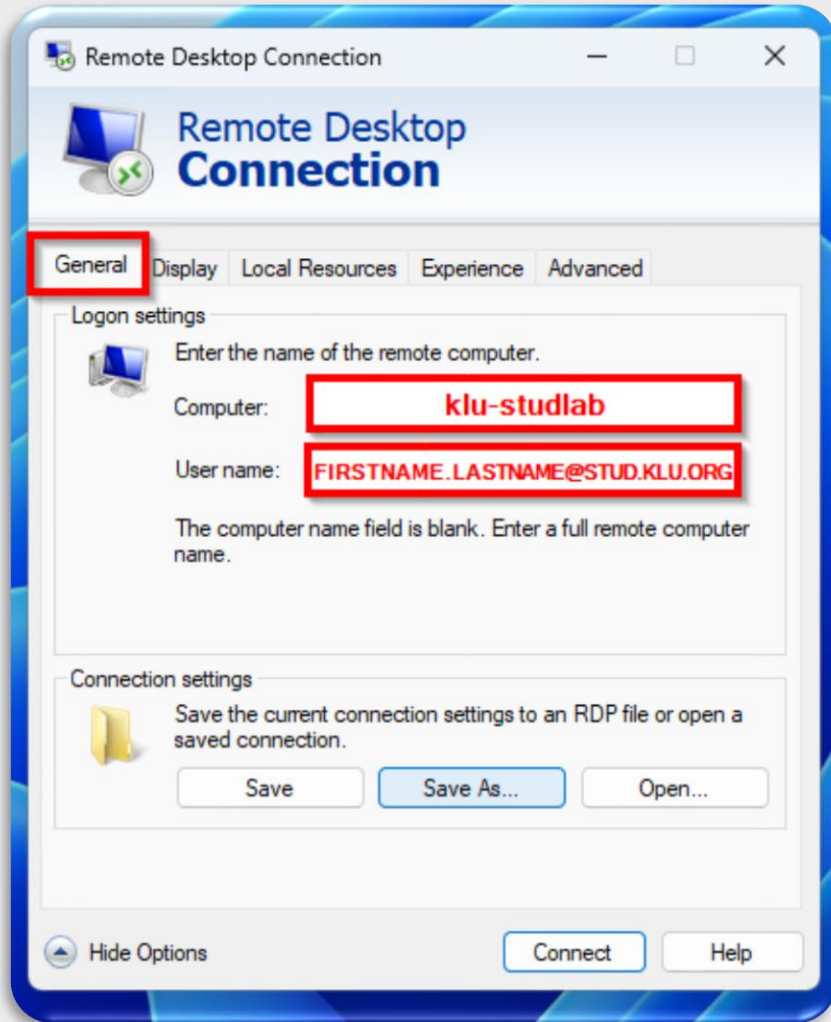 Remote Desktop Connection
Remote Desktop
Connection
General Display Local Resources Experience Advanced
Logon settings
Enter the name of the remote computer.
Computer: klu-studlab
User name: FIRSTNAME.LASTNAME@STUD.KLU.ORG
The computer name field is blank. Enter a full remote computer
name.
Connection settings
Save the current connection settings to an RDP file or open a
saved connection.
Save Save As... Open...
Hide Options Connect Help